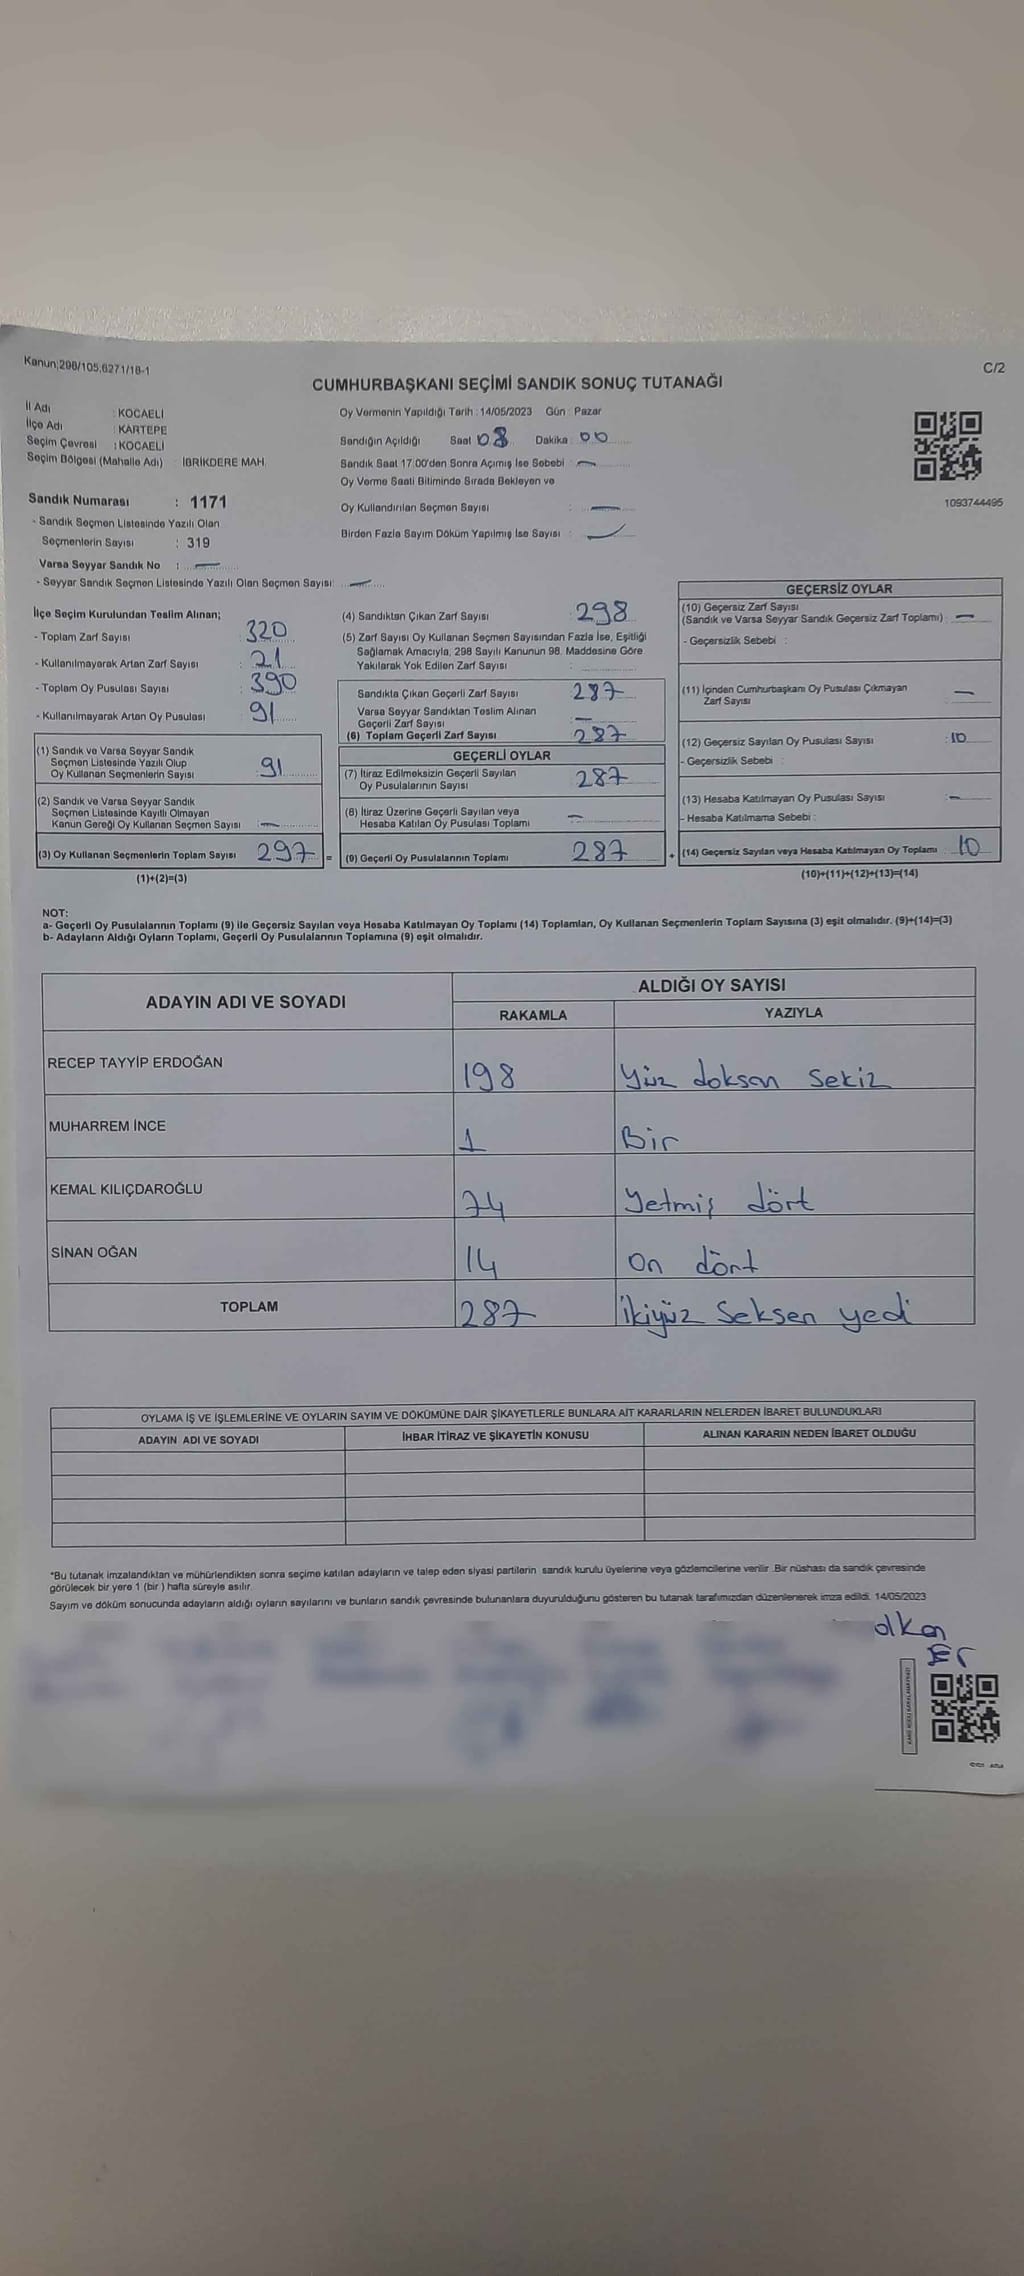 Kanun;298/105,6271/18-1
C/2
CUMHURBAŞKANI SEÇİMİ SANDIK SONUÇ TUTANAĞI
İl Adı : KOCAELİ
İlçe Adı : KARTEPE
Seçim Çevresi : KOCAELİ
Seçim Bölgesi (Mahalle Adı) : İBRİKDERE MAH.
Oy Vermenin Yapıldığı Tarih : 14/05/2023 Gün : Pazar
Sandığın Açıldığı Saat 08 Dakika 00
Sandık Saat 17:00'den Sonra Açımış İse Sebebi : —
Oy Verme Saati Bitiminde Sırada Bekleyen ve
Oy Kullandırılan Seçmen Sayısı : —
Birden Fazla Sayım Döküm Yapılmış İse Sayısı : —
1093744495
Sandık Numarası : 1171
- Sandık Seçmen Listesinde Yazılı Olan
Seçmenlerin Sayısı : 319
Varsa Seyyar Sandık No : —
- Seyyar Sandık Seçmen Listesinde Yazılı Olan Seçmen Sayısı: —
İlçe Seçim Kurulundan Teslim Alınan;
- Toplam Zarf Sayısı : 320
- Kullanılmayarak Artan Zarf Sayısı : 21
- Toplam Oy Pusulası Sayısı : 390
- Kullanılmayarak Artan Oy Pusulası : 91
(1) Sandık ve Varsa Seyyar Sandık
Seçmen Listesinde Yazılı Olup
Oy Kullanan Seçmenlerin Sayısı : 91
(2) Sandık ve Varsa Seyyar Sandık
Seçmen Listesinde Kayıtlı Olmayan
Kanun Gereği Oy Kullanan Seçmen Sayısı : —
(3) Oy Kullanan Seçmenlerin Toplam Sayısı 297 =
(1)+(2)=(3)
(4) Sandıktan Çıkan Zarf Sayısı : 298
(5) Zarf Sayısı Oy Kullanan Seçmen Sayısından Fazla İse, Eşitliği
Sağlamak Amacıyla, 298 Sayılı Kanunun 98. Maddesine Göre
Yakılarak Yok Edilen Zarf Sayısı :
Sandıkta Çıkan Geçerli Zarf Sayısı : 287
Varsa Seyyar Sandıktan Teslim Alınan
Geçerli Zarf Sayısı : —
(6) Toplam Geçerli Zarf Sayısı : 287
GEÇERLİ OYLAR
(7) İtiraz Edilmeksizin Geçerli Sayılan
Oy Pusulalarının Sayısı : 287
(8) İtiraz Üzerine Geçerli Sayılan veya
Hesaba Katılan Oy Pusulası Toplamı : —
(9) Geçerli Oy Pusulalarının Toplamı 287 +
GEÇERSİZ OYLAR
(10) Geçersiz Zarf Sayısı
(Sandık ve Varsa Seyyar Sandık Geçersiz Zarf Toplamı) : —
- Geçersizlik Sebebi :
(11) İçinden Cumhurbaşkanı Oy Pusulası Çıkmayan
Zarf Sayısı : —
(12) Geçersiz Sayılan Oy Pusulası Sayısı : 10
- Geçersizlik Sebebi :
(13) Hesaba Katılmayan Oy Pusulası Sayısı : —
- Hesaba Katılmama Sebebi :
(14) Geçersiz Sayılan veya Hesaba Katılmayan Oy Toplamı 10
(10)+(11)+(12)+(13)=(14)
NOT:
a- Geçerli Oy Pusulalarının Toplamı (9) ile Geçersiz Sayılan veya Hesaba Katılmayan Oy Toplamı (14) Toplamları, Oy Kullanan Seçmenlerin Toplam Sayısına (3) eşit olmalıdır. (9)+(14)=(3)
b- Adayların Aldığı Oyların Toplamı, Geçerli Oy Pusulalarının Toplamına (9) eşit olmalıdır.
ADAYIN ADI VE SOYADI
ALDIĞI OY SAYISI
RAKAMLA YAZIYLA
RECEP TAYYİP ERDOĞAN 198 Yüz doksan sekiz
MUHARREM İNCE 1 Bir
KEMAL KILIÇDAROĞLU 74 Yetmiş dört
SİNAN OĞAN 14 On dört
TOPLAM 287 İkiyüz Seksen yedi
OYLAMA İŞ VE İŞLEMLERİNE VE OYLARIN SAYIM VE DÖKÜMÜNE DAİR ŞİKAYETLERLE BUNLARA AİT KARARLARIN NELERDEN İBARET BULUNDUKLARI
ADAYIN ADI VE SOYADI İHBAR İTİRAZ VE ŞİKAYETİN KONUSU ALINAN KARARIN NEDEN İBARET OLDUĞU
*Bu tutanak imzalandıktan ve mühürlendikten sonra seçime katılan adayların ve talep eden siyasi partilerin sandık kurulu üyelerine veya gözlemcilerine verilir. Bir nüshası da sandık çevresinde
görülecek bir yere 1 (bir ) hafta süreyle asılır.
Sayım ve döküm sonucunda adayların aldığı oyların sayılarını ve bunların sandık çevresinde bulunanlara duyurulduğunu gösteren bu tutanak tarafımızdan düzenlenerek imza edildi. 14/05/2023
olkan
Er